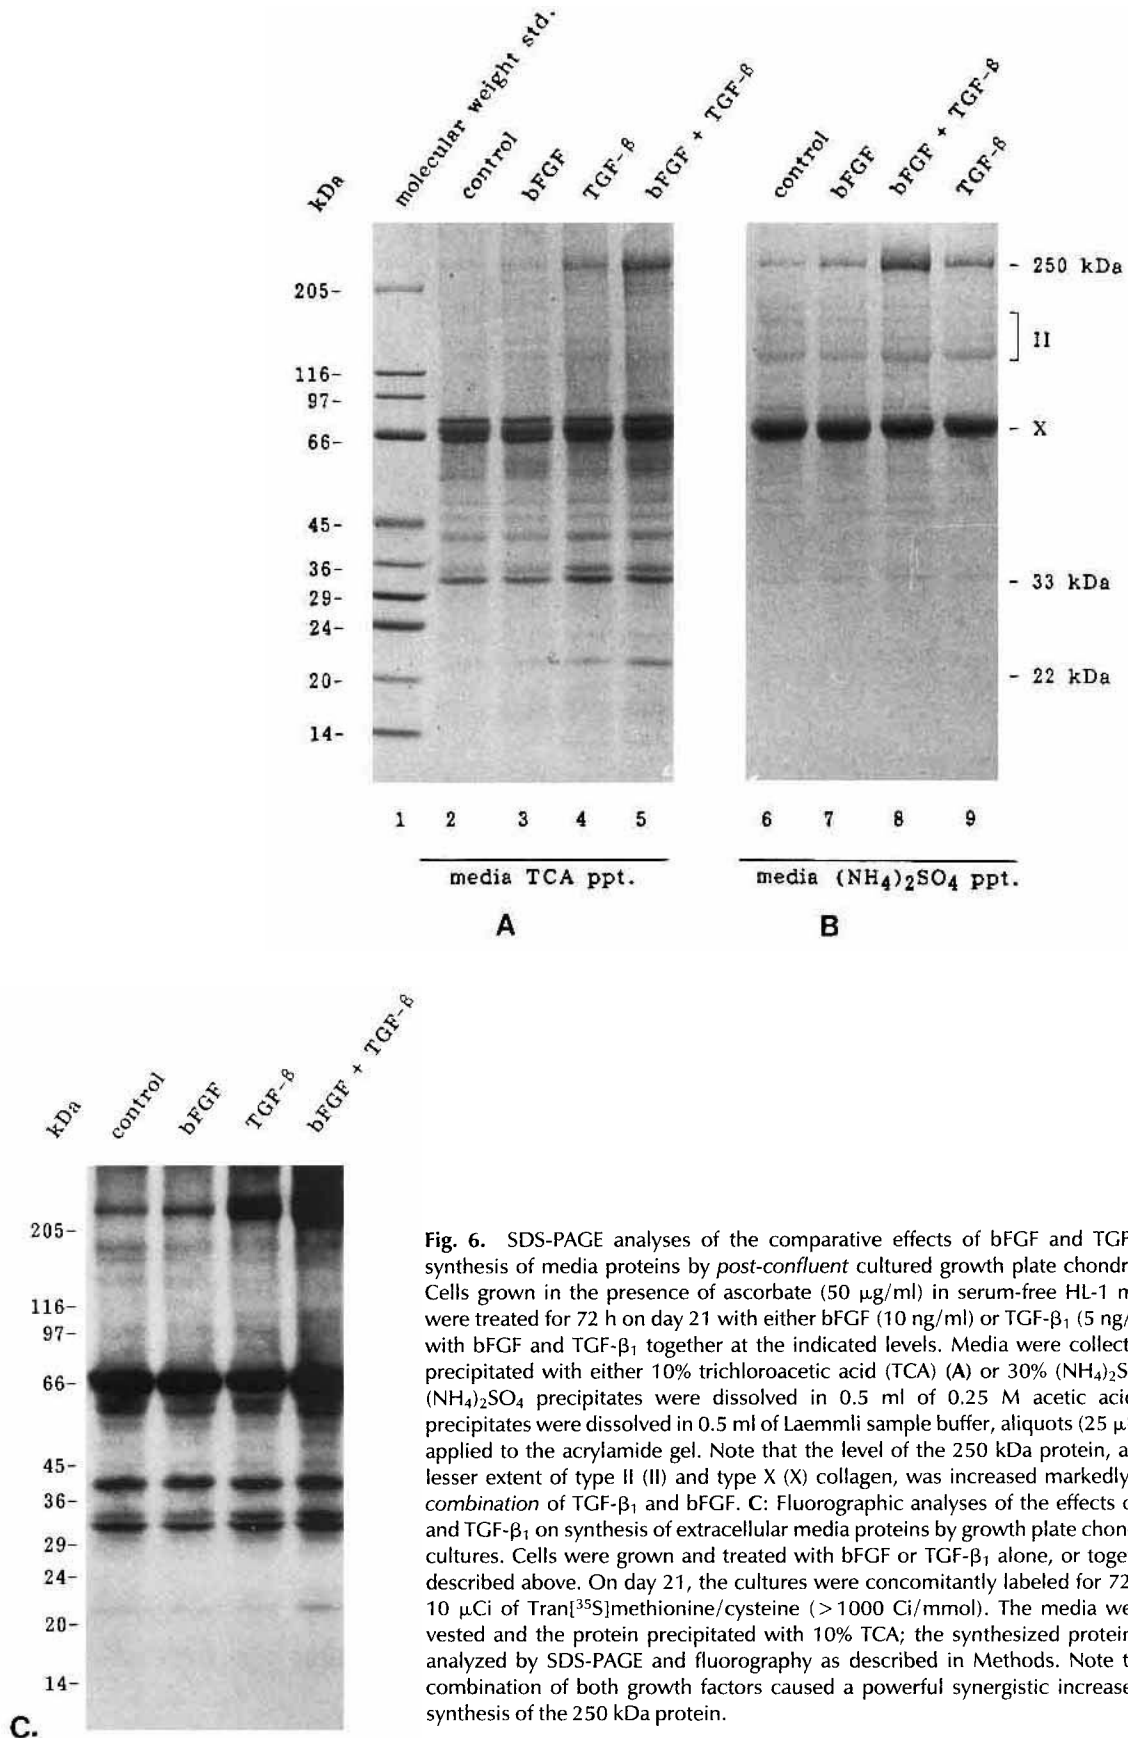 kDa
molecular weight std.
control
bFGF
TGF-β
bFGF + TGF-β
control
bFGF
bFGF + TGF-β
TGF-β
205-
116-
97-
66-
45-
36-
29-
24-
20-
14-
- 250 kDa
II
- X
- 33 kDa
- 22 kDa
1 2 3 4 5
6 7 8 9
media TCA ppt.
media (NH4)2SO4 ppt.
A
B
kDa
control
bFGF
TGF-β
bFGF + TGF-β
205-
116-
97-
66-
45-
36-
29-
24-
20-
14-
C.
Fig. 6. SDS-PAGE analyses of the comparative effects of bFGF and TGF
synthesis of media proteins by post-confluent cultured growth plate chondr
Cells grown in the presence of ascorbate (50 μg/ml) in serum-free HL-1 m
were treated for 72 h on day 21 with either bFGF (10 ng/ml) or TGF-β1 (5 ng/
with bFGF and TGF-β1 together at the indicated levels. Media were collect
precipitated with either 10% trichloroacetic acid (TCA) (A) or 30% (NH4)2S
(NH4)2SO4 precipitates were dissolved in 0.5 ml of 0.25 M acetic acid
precipitates were dissolved in 0.5 ml of Laemmli sample buffer, aliquots (25 μ
applied to the acrylamide gel. Note that the level of the 250 kDa protein, a
lesser extent of type II (II) and type X (X) collagen, was increased markedly
combination of TGF-β1 and bFGF. C: Fluorographic analyses of the effects o
and TGF-β1 on synthesis of extracellular media proteins by growth plate chon
cultures. Cells were grown and treated with bFGF or TGF-β1 alone, or toge
described above. On day 21, the cultures were concomitantly labeled for 72
10 μCi of Tran[35S]methionine/cysteine (>1000 Ci/mmol). The media we
vested and the protein precipitated with 10% TCA; the synthesized protein
analyzed by SDS-PAGE and fluorography as described in Methods. Note t
combination of both growth factors caused a powerful synergistic increase
synthesis of the 250 kDa protein.